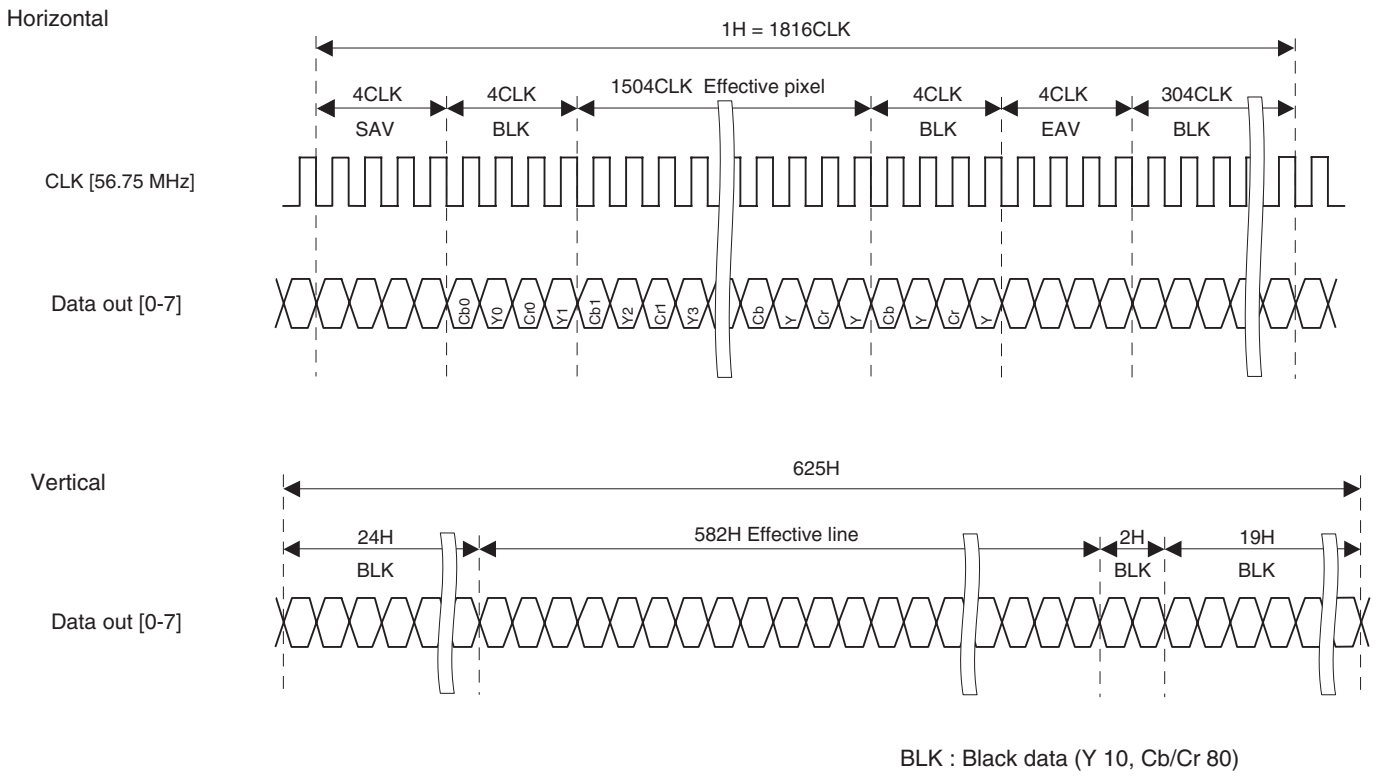 Horizontal
1H = 1816CLK
4CLK 4CLK 1504CLK Effective pixel 4CLK 4CLK 304CLK
SAV BLK BLK EAV BLK
CLK [56.75 MHz]
Data out [0-7]
Cb0 Y0 Cr0 Y1 Cb1 Y2 Cr1 Y3 Cb Y Cr Y Cb Y Cr Y
Vertical
625H
24H 582H Effective line 2H 19H
BLK BLK BLK
Data out [0-7]
BLK : Black data (Y 10, Cb/Cr 80)